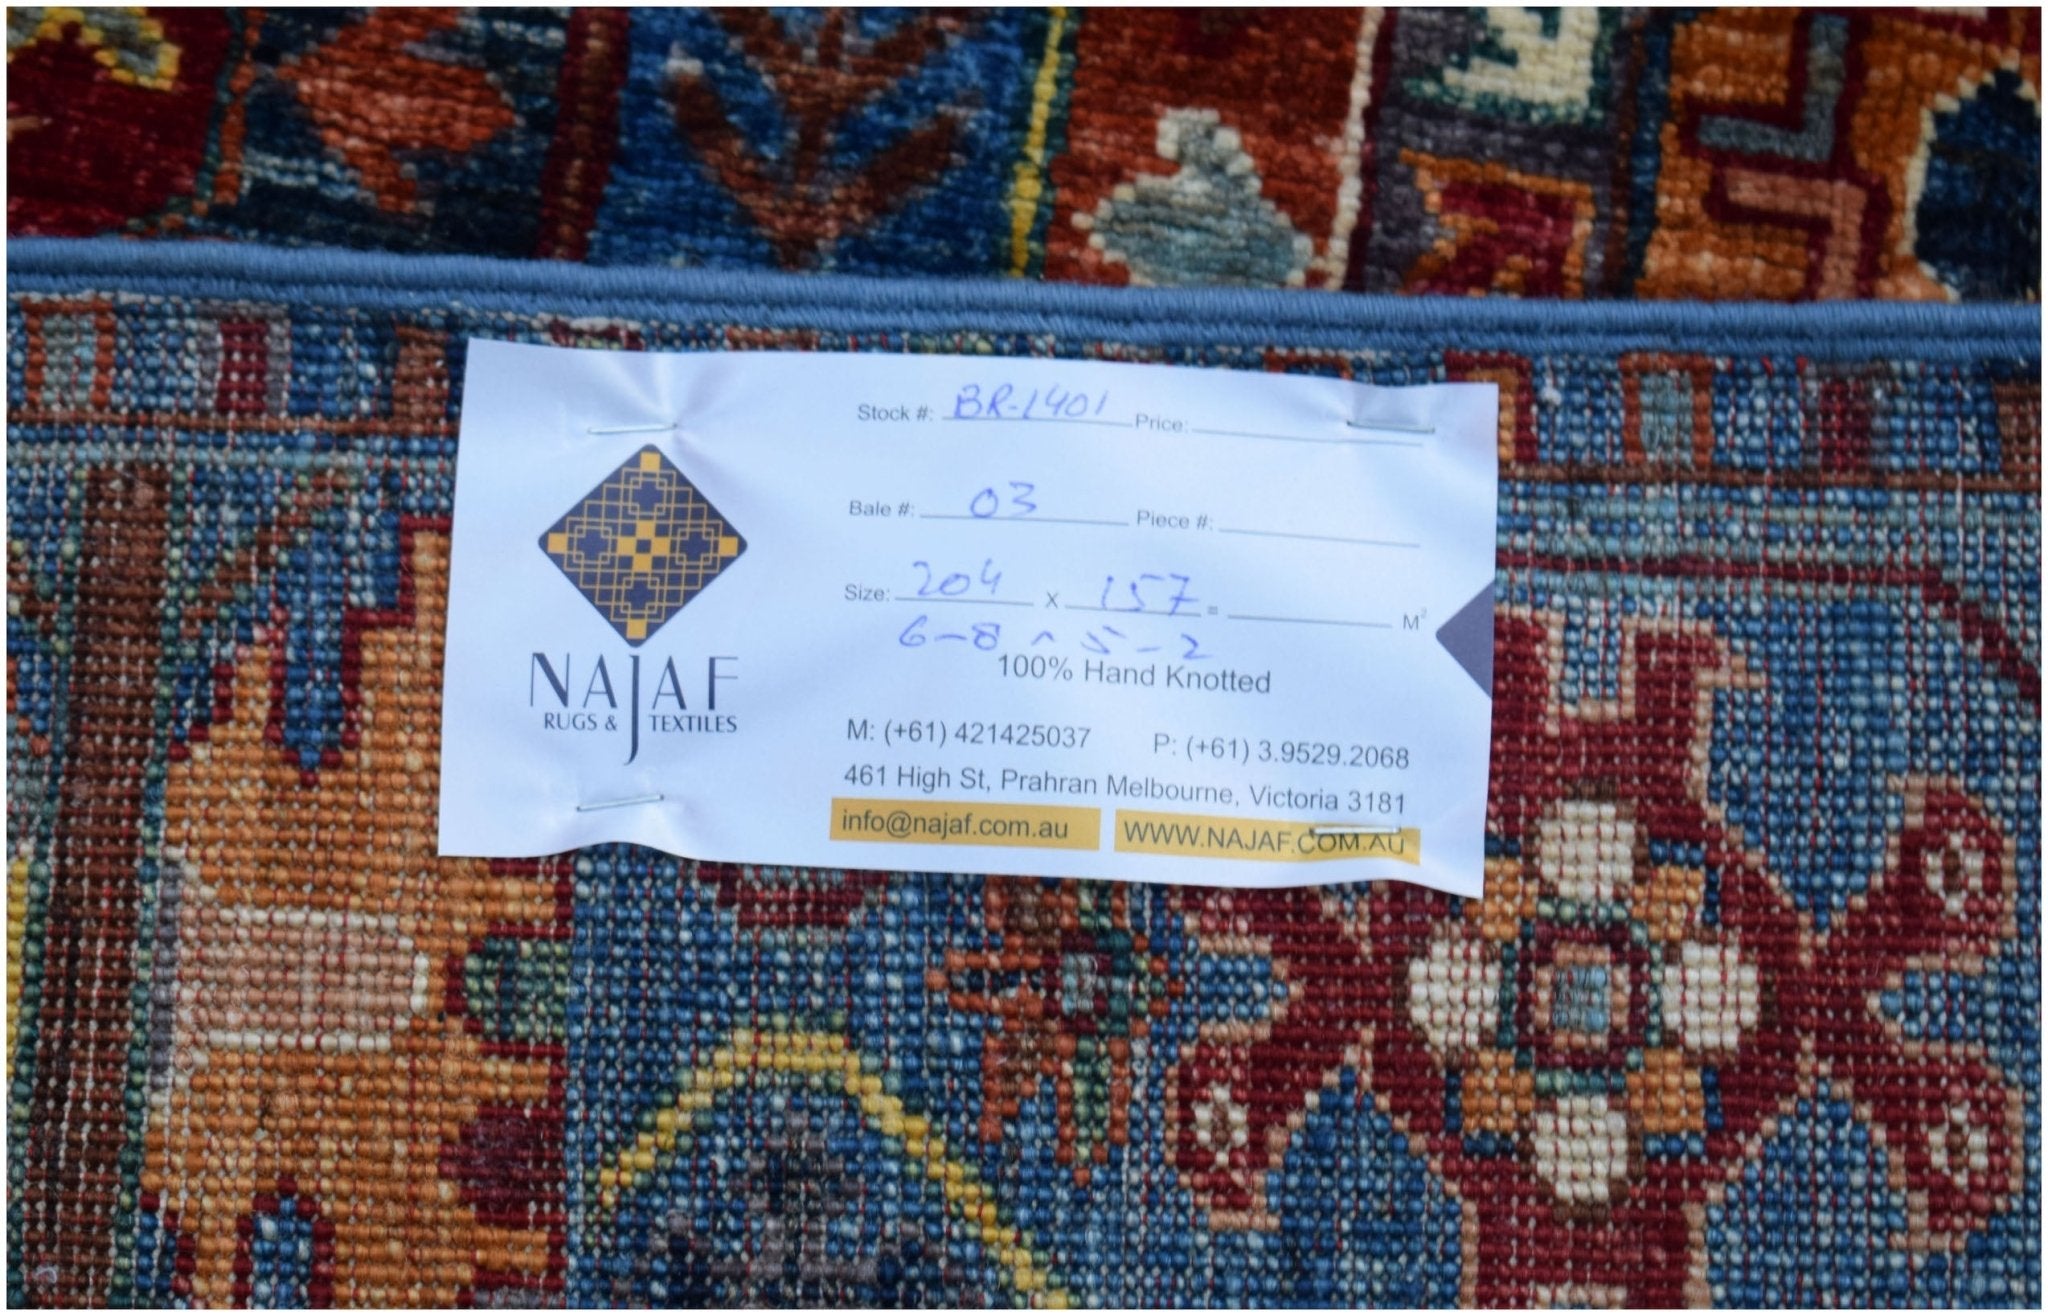 Stock #: BR-1401 Price:
Bale #: 03 Piece #:
Size: 204 x 157 = M²
6-8 x 5-2
100% Hand Knotted
NAJAF
RUGS & TEXTILES
M: (+61) 421425037 P: (+61) 3.9529.2068
461 High St, Prahran Melbourne, Victoria 3181
info@najaf.com.au WWW.NAJAF.COM.AU